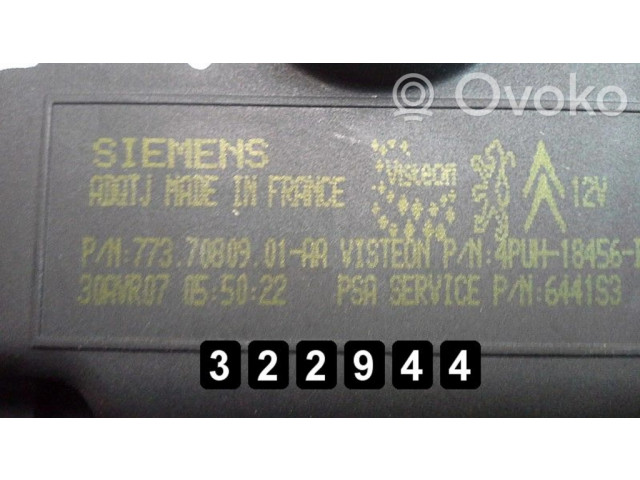 Ovoko
SIEMENS
Visteon
12V
MADE IN FRANCE
P/N:773.70809.01-AA VISTEON P/N:4PUH-18456-
30AVR07 05:50:22 PSA SERVICE P/N:6441S3
322944